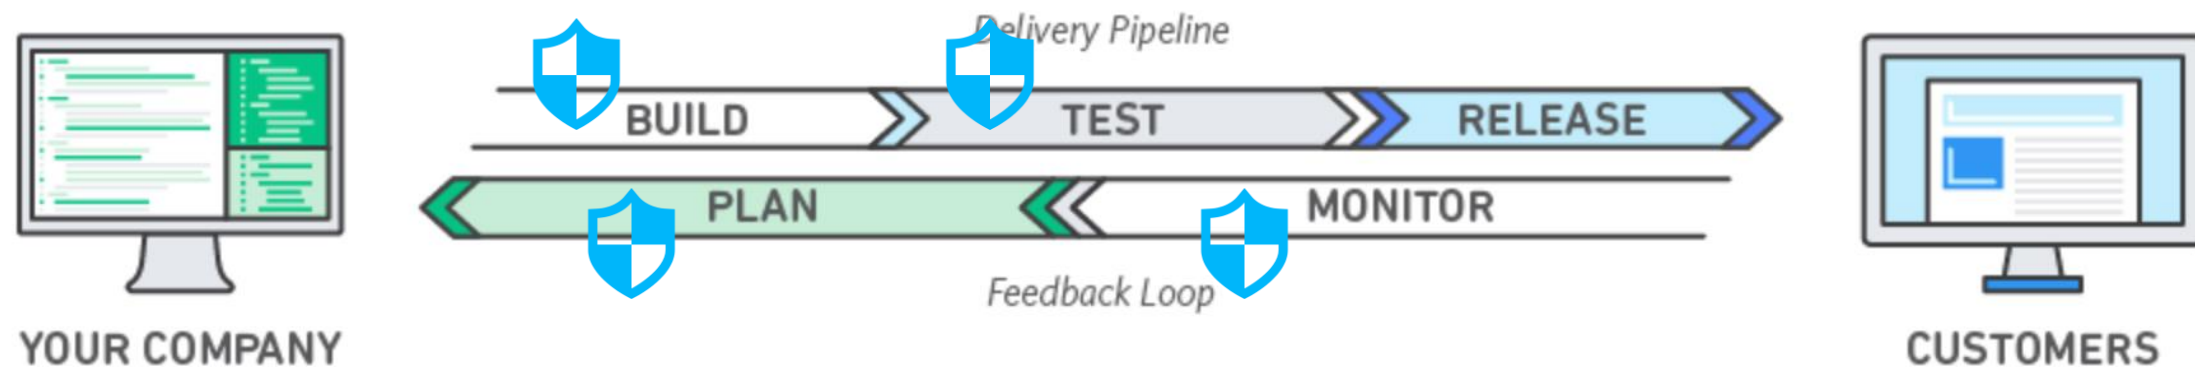 Delivery Pipeline
BUILD
TEST
RELEASE
PLAN
MONITOR
Feedback Loop
YOUR COMPANY
CUSTOMERS